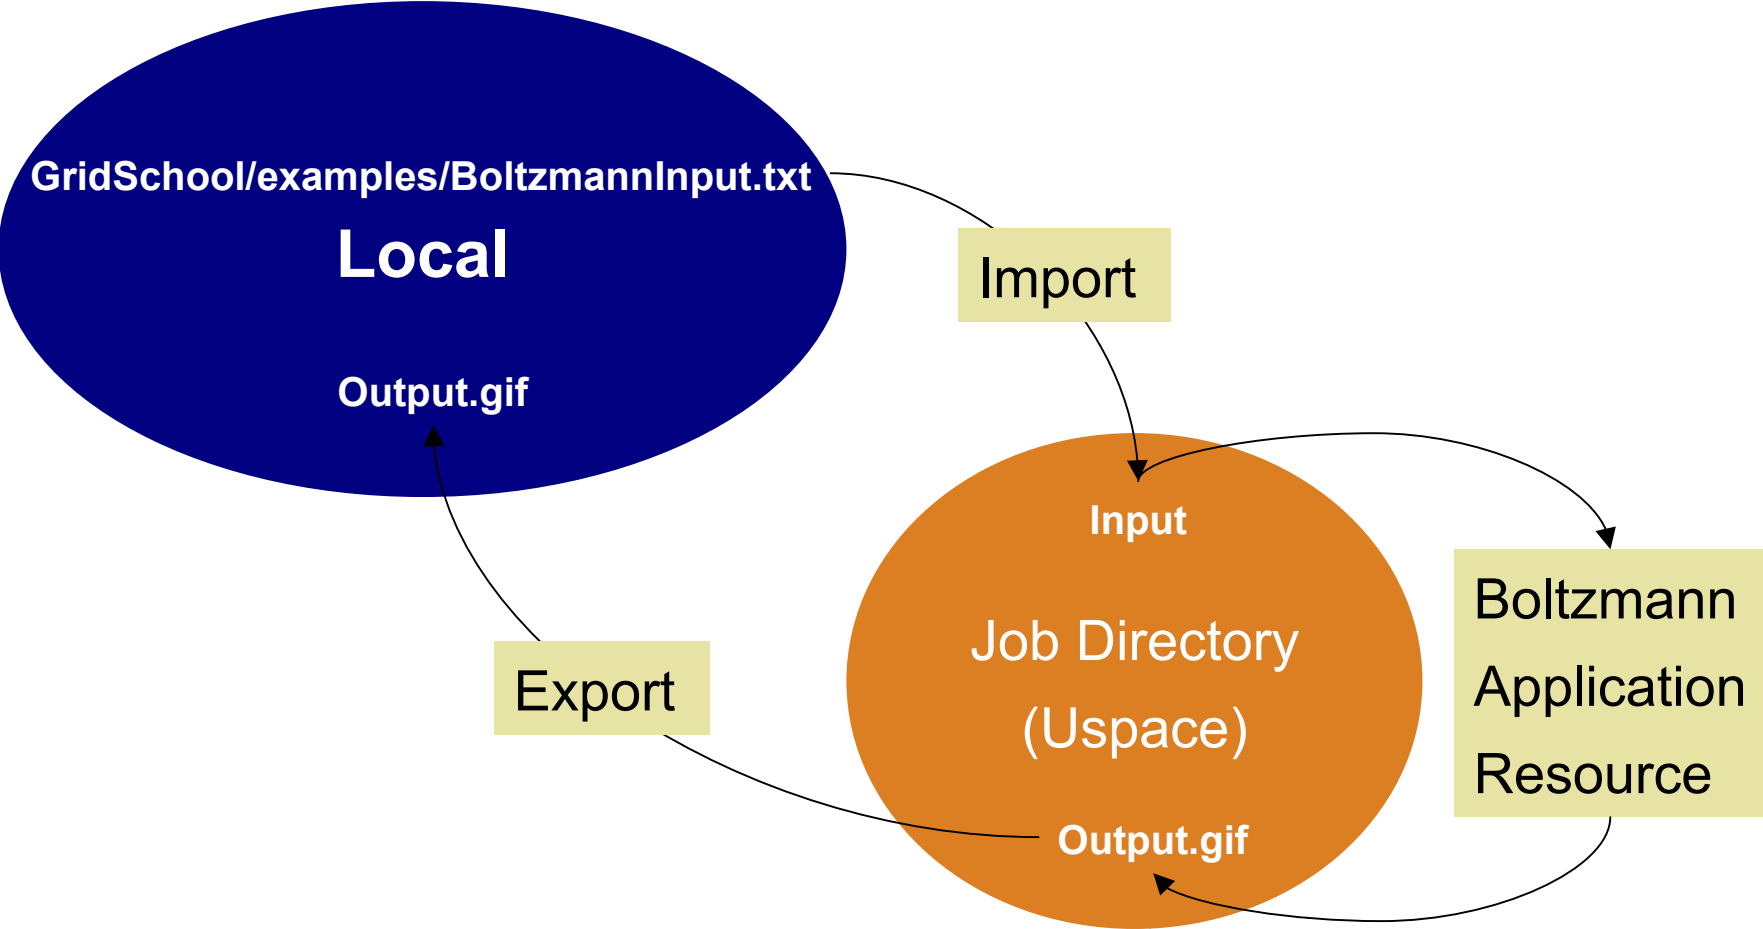 GridSchool/examples/BoltzmannInput.txt
Local
Output.gif
Import
Export
Input
Job Directory
(Uspace)
Output.gif
Boltzmann
Application
Resource